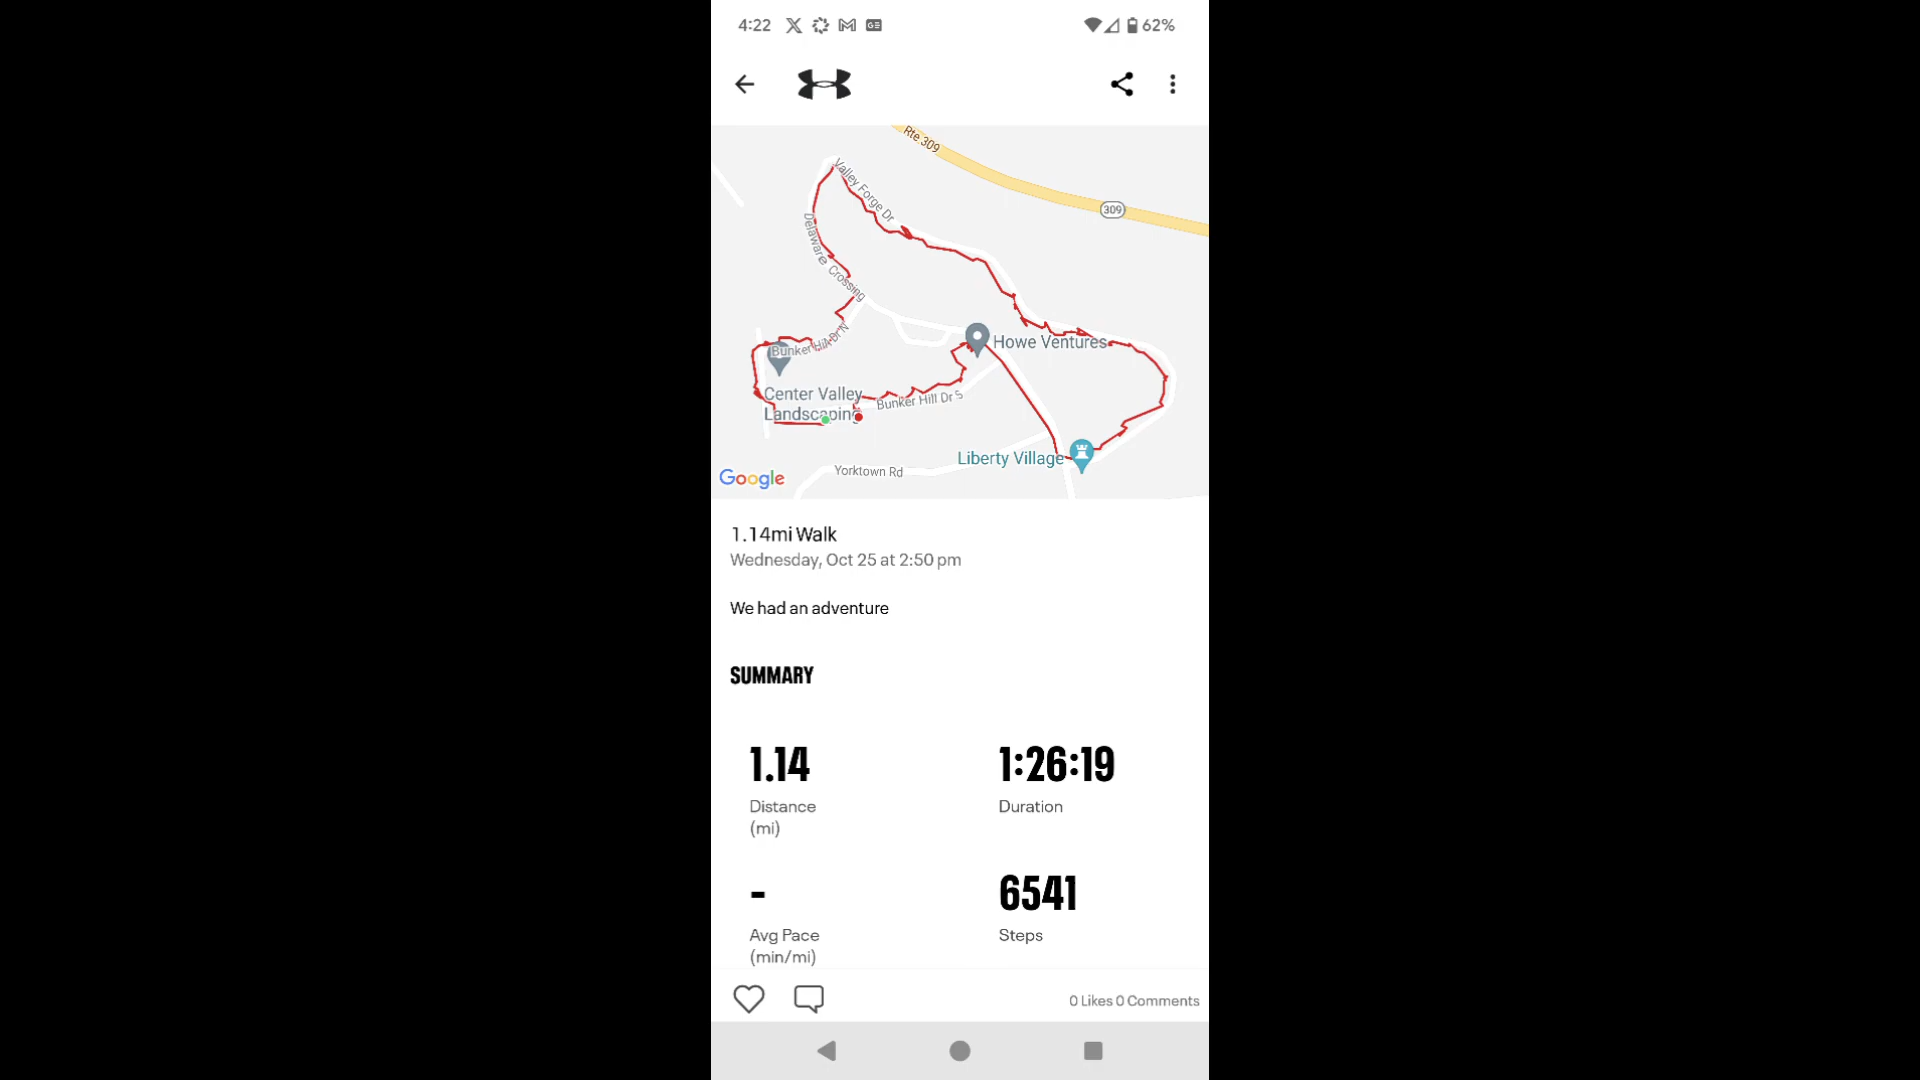 4:22
62%
Rte 309
309
Valley Forge Dr
Delaware Crossing
Bunker Hill Dr N
Howe Ventures
Center Valley
Landscaping
Bunker Hill Dr S
Liberty Village
Yorktown Rd
Google
1.14mi Walk
Wednesday, Oct 25 at 2:50 pm
We had an adventure
SUMMARY
1.14
1:26:19
Distance
(mi)
Duration
-
6541
Avg Pace
(min/mi)
Steps
0 Likes 0 Comments